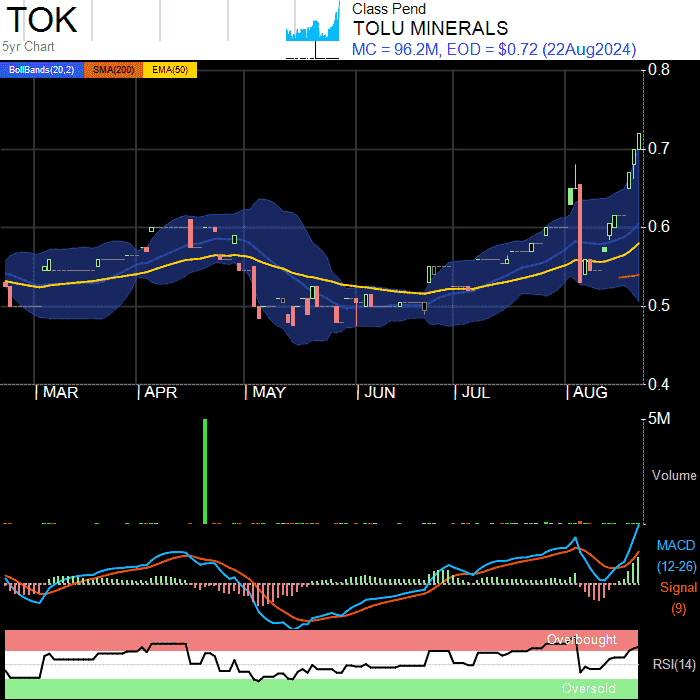 TOK
5yr Chart
Class Pend
TOLU MINERALS
MC = 96.2M, EOD = $0.72 (22Aug2024)
BollBands(20,2) SMA(200) EMA(50)
0.8
0.7
0.6
0.5
0.4
MAR APR MAY JUN JUL AUG
5M
Volume
MACD
(12-26)
Signal
(9)
Overbought
RSI(14)
Oversold